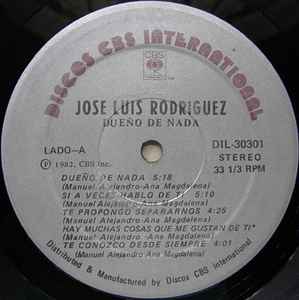 DISCOS CBS INTERNATIONAL
CBS
JOSE LUIS RODRIGUEZ
DUEÑO DE NADA
LADO-A
DIL-30301
℗ 1982, CBS Inc.
STEREO
33 1/3 RPM
DUEÑO DE NADA 5:18
(Manuel Alejandro-Ana Magdalena)
SI A VECES HABLO DE TI 5:10
(Manuel Alejandro-Ana Magdalena)
TE PROPONGO SEPARARNOS 4:25
(Manuel Alejandro-Ana Magdalena)
HAY MUCHAS COSAS QUE ME GUSTAN DE TI*
(Manuel Alejandro-Ana Magdalena)
TE CONOZCO DESDE SIEMPRE 4:01
(Manuel Alejandro-Ana Magdalena)
Distributed & Manufactured by Discos CBS International